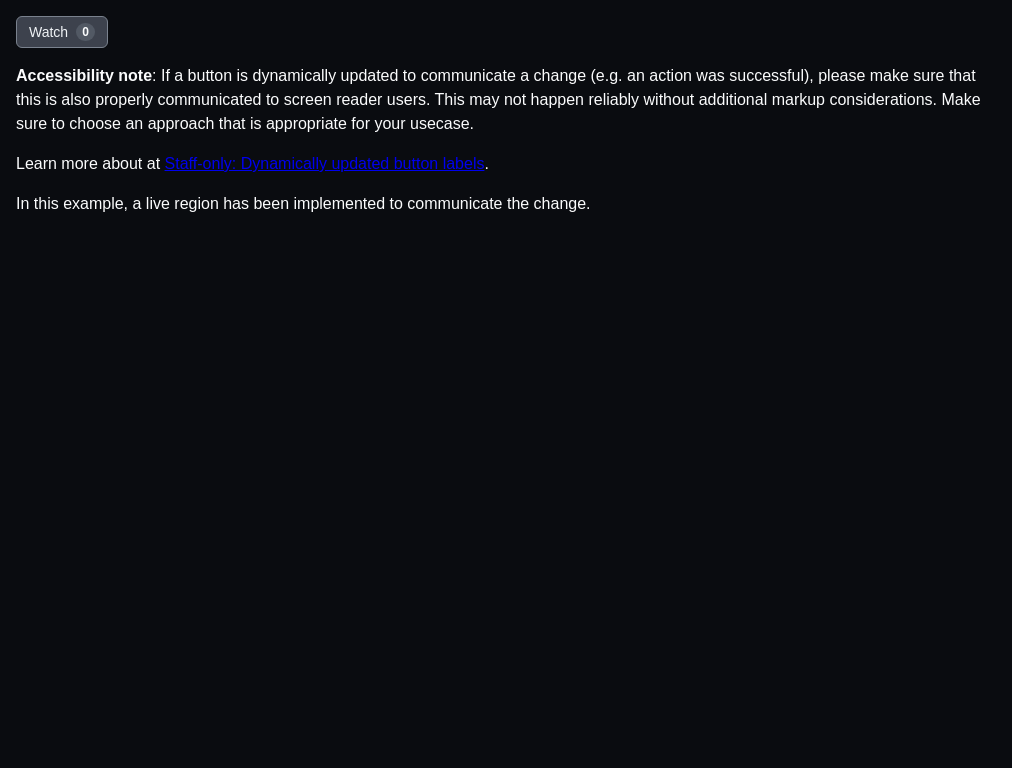 Watch 0
Accessibility note: If a button is dynamically updated to communicate a change (e.g. an action was successful), please make sure that
this is also properly communicated to screen reader users. This may not happen reliably without additional markup considerations. Make
sure to choose an approach that is appropriate for your usecase.
Learn more about at Staff-only: Dynamically updated button labels.
In this example, a live region has been implemented to communicate the change.